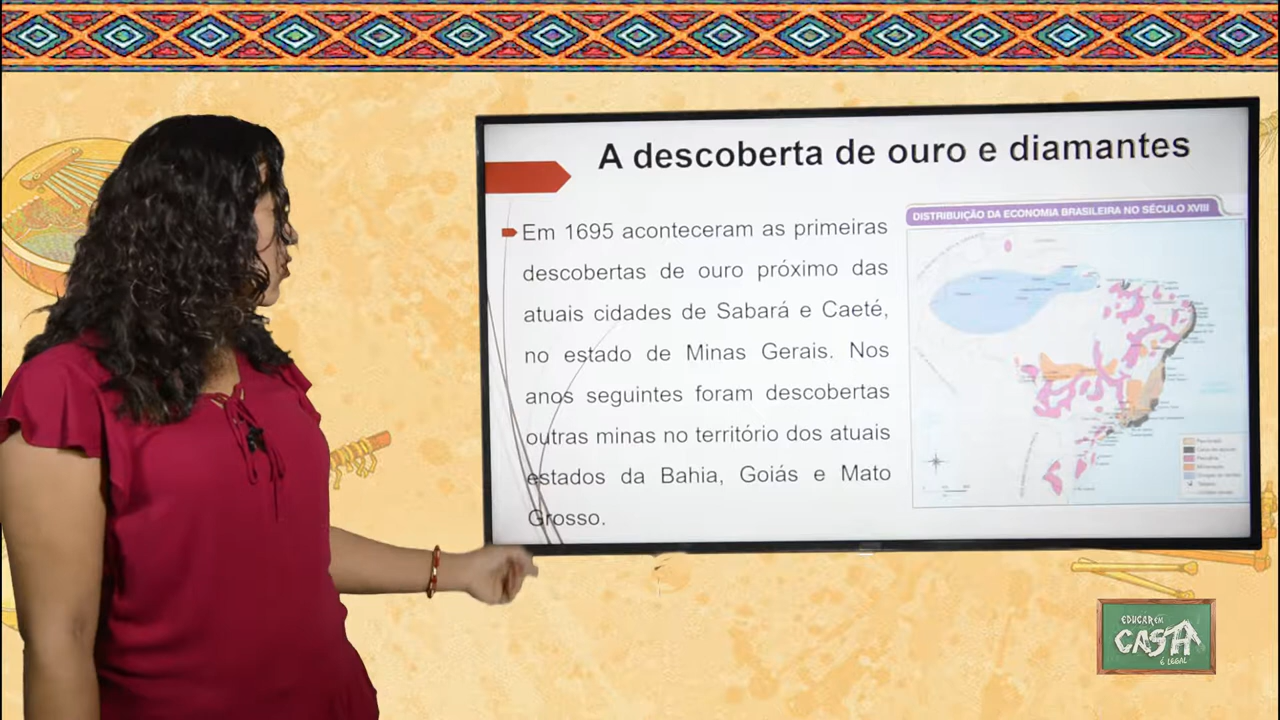 A descoberta de ouro e diamantes
DISTRIBUIÇÃO DA ECONOMIA BRASILEIRA NO SÉCULO XVIII
Em 1695 aconteceram as primeiras
descobertas de ouro próximo das
atuais cidades de Sabará e Caeté,
no estado de Minas Gerais. Nos
anos seguintes foram descobertas
outras minas no território dos atuais
estados da Bahia, Goiás e Mato
Grosso.
EDUCAR EM
CASA
É LEGAL